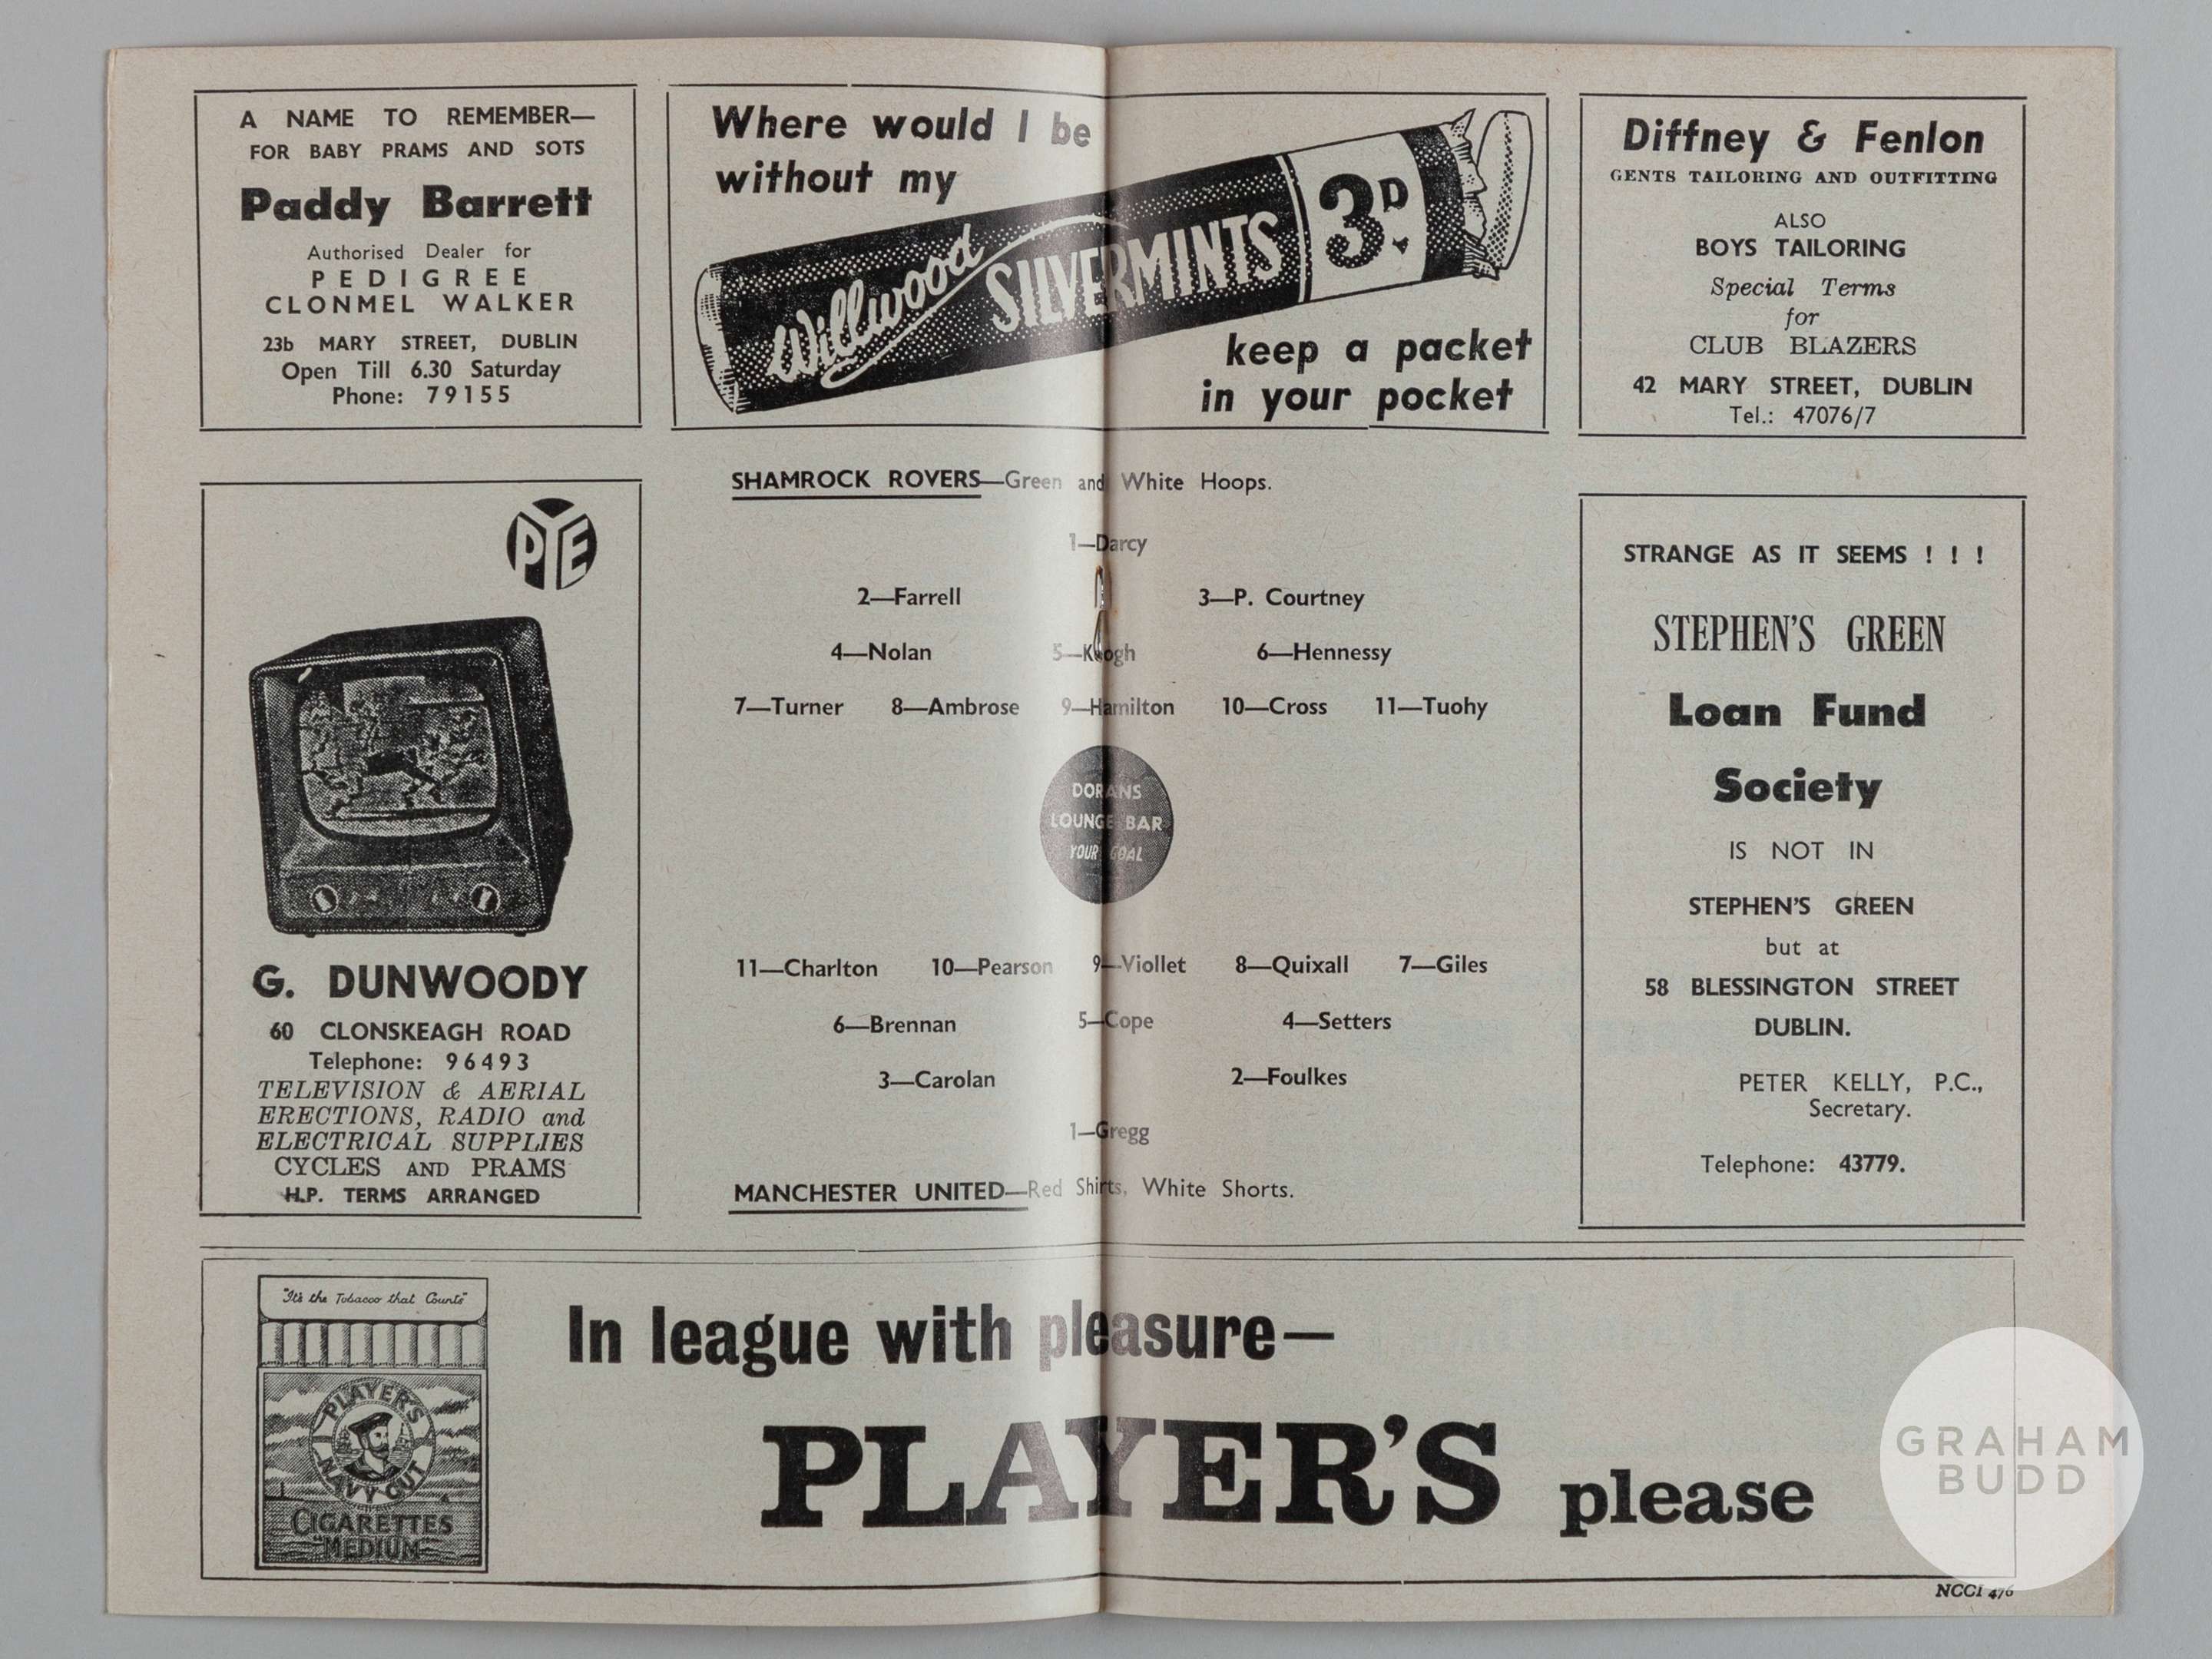 A NAME TO REMEMBER—
FOR BABY PRAMS AND SOTS
Paddy Barrett
Authorised Dealer for
PEDIGREE
CLONMEL WALKER
23b MARY STREET, DUBLIN
Open Till 6.30 Saturday
Phone: 79155
Where would I be
without my
Willwood SILVERMINTS 3D
keep a packet
in your pocket
Diffney & Fenlon
GENTS TAILORING AND OUTFITTING
ALSO
BOYS TAILORING
Special Terms
for
CLUB BLAZERS
42 MARY STREET, DUBLIN
Tel.: 47076/7
PYE
G. DUNWOODY
60 CLONSKEAGH ROAD
Telephone: 96493
TELEVISION & AERIAL
ERECTIONS, RADIO and
ELECTRICAL SUPPLIES
CYCLES AND PRAMS
H.P. TERMS ARRANGED
SHAMROCK ROVERS—Green and White Hoops.
1—Darcy
2—Farrell 3—P. Courtney
4—Nolan 5—Keogh 6—Hennessy
7—Turner 8—Ambrose 9—Hamilton 10—Cross 11—Tuohy
DORANS
LOUNGE BAR
YOUR GOAL
11—Charlton 10—Pearson 9—Viollet 8—Quixall 7—Giles
6—Brennan 5—Cope 4—Setters
3—Carolan 2—Foulkes
1—Gregg
MANCHESTER UNITED—Red Shirts, White Shorts.
STRANGE AS IT SEEMS ! ! !
STEPHEN'S GREEN
Loan Fund
Society
IS NOT IN
STEPHEN'S GREEN
but at
58 BLESSINGTON STREET
DUBLIN.
PETER KELLY, P.C.,
Secretary.
Telephone: 43779.
"It's the Tobacco that Counts"
PLAYER'S
NAVY CUT
CIGARETTES
"MEDIUM"
In league with pleasure—
PLAYER'S please
GRAHAM
BUDD
NCCI 476